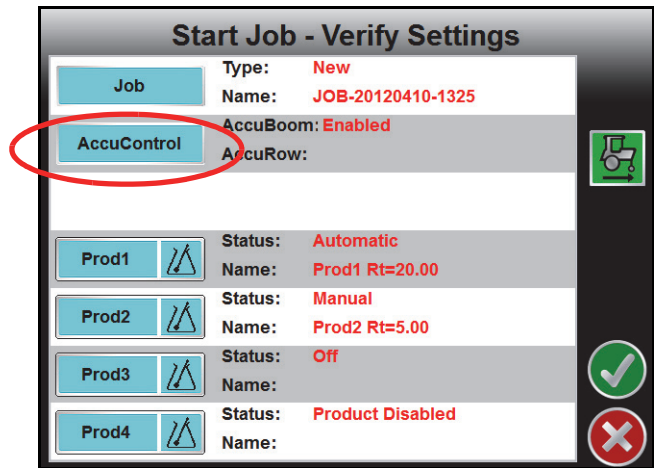 Start Job - Verify Settings
Job
Type: New
Name: JOB-20120410-1325
AccuControl
AccuBoom: Enabled
AccuRow:
Prod1
Status: Automatic
Name: Prod1 Rt=20.00
Prod2
Status: Manual
Name: Prod2 Rt=5.00
Prod3
Status: Off
Name:
Prod4
Status: Product Disabled
Name: